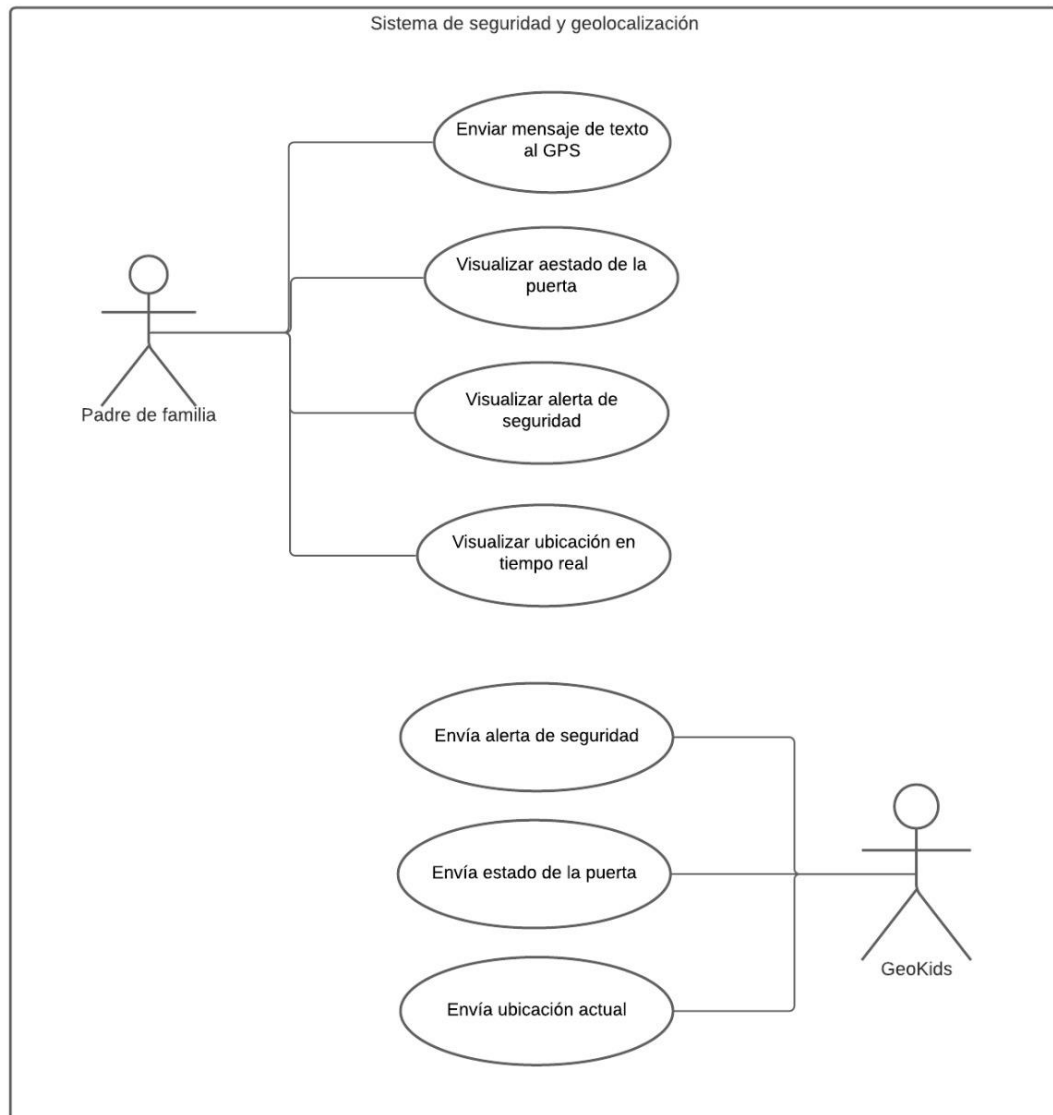 Sistema de seguridad y geolocalización
Enviar mensaje de texto
al GPS
Visualizar aestado de la
puerta
Padre de familia
Visualizar alerta de
seguridad
Visualizar ubicación en
tiempo real
Envía alerta de seguridad
Envía estado de la puerta
GeoKids
Envía ubicación actual